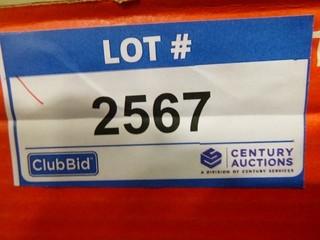 LOT #
2567
ClubBid
CENTURY
AUCTIONS
A DIVISION OF CENTURY SERVICES